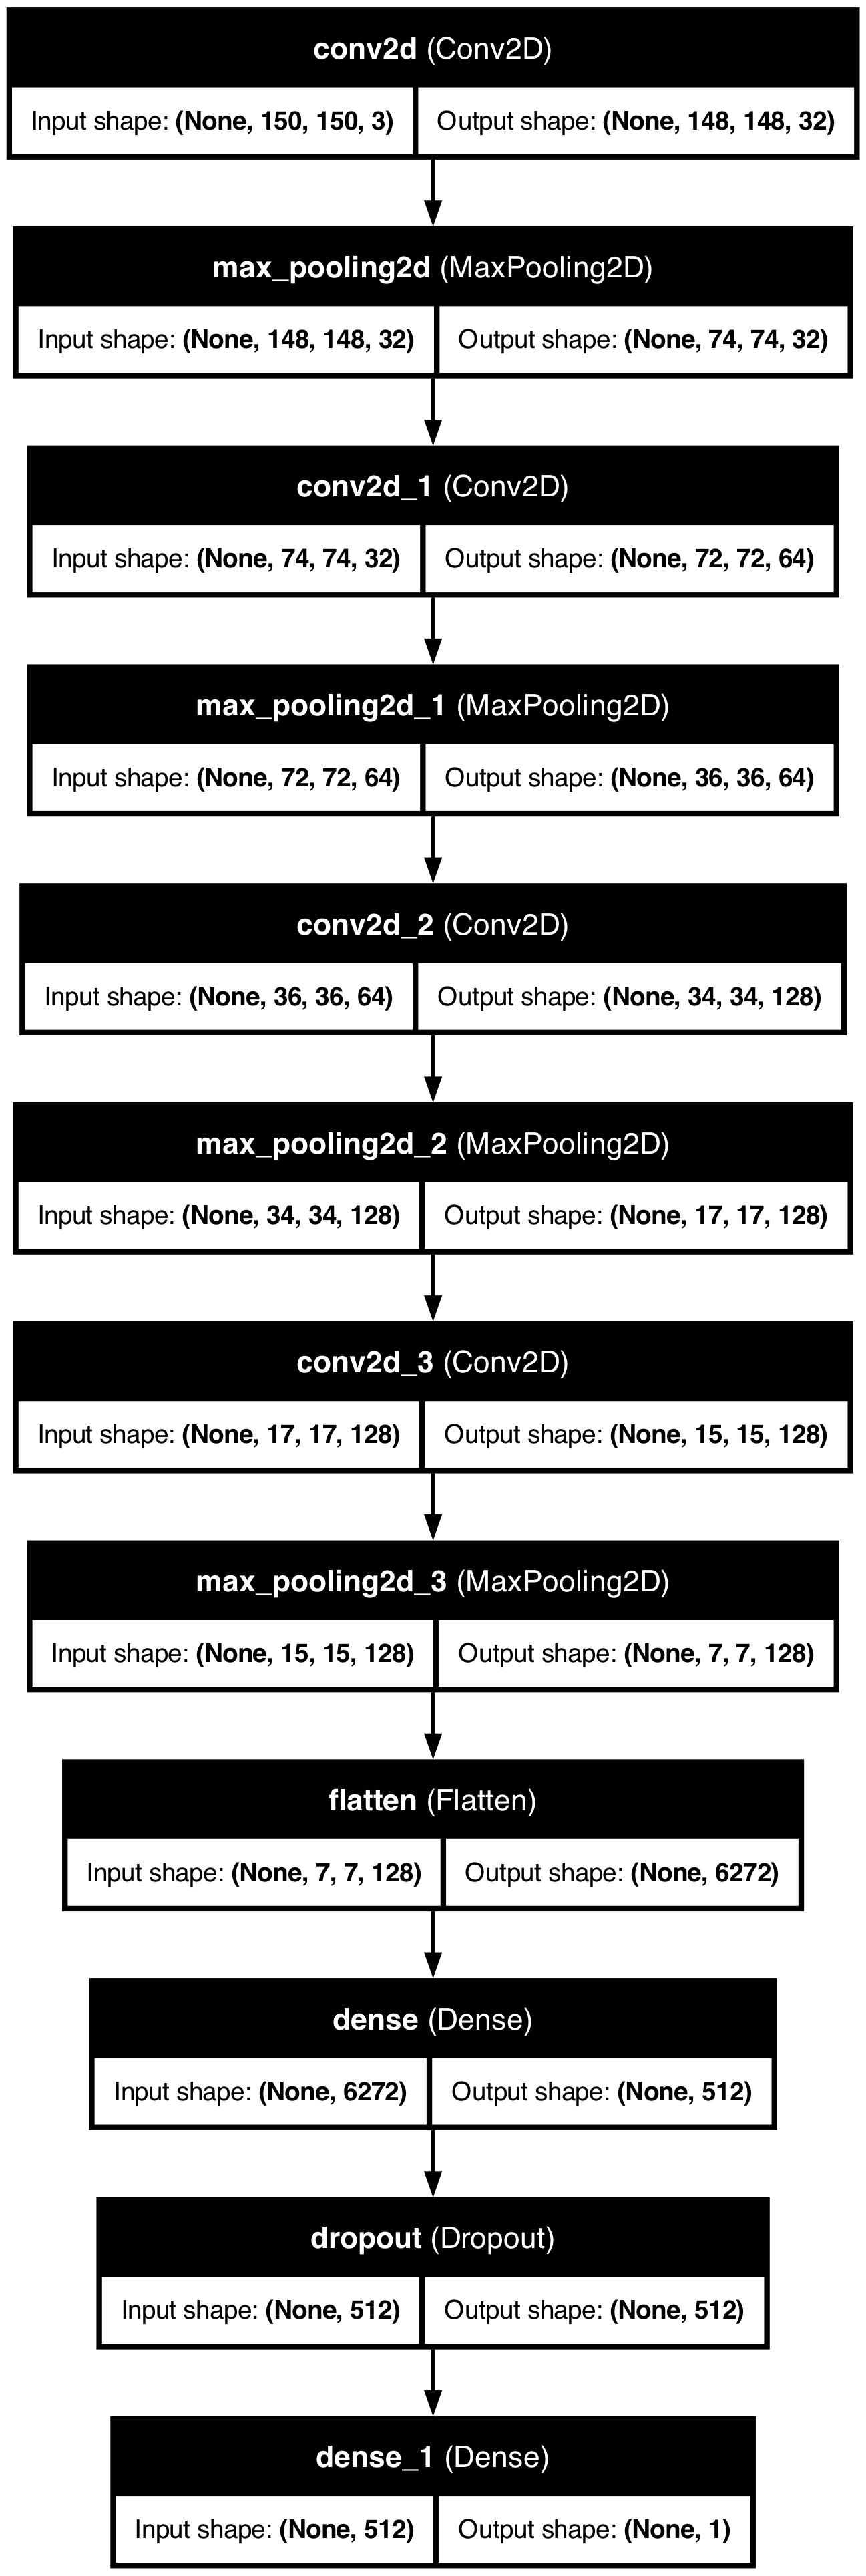 conv2d (Conv2D)
Input shape: (None, 150, 150, 3) Output shape: (None, 148, 148, 32)
max_pooling2d (MaxPooling2D)
Input shape: (None, 148, 148, 32) Output shape: (None, 74, 74, 32)
conv2d_1 (Conv2D)
Input shape: (None, 74, 74, 32) Output shape: (None, 72, 72, 64)
max_pooling2d_1 (MaxPooling2D)
Input shape: (None, 72, 72, 64) Output shape: (None, 36, 36, 64)
conv2d_2 (Conv2D)
Input shape: (None, 36, 36, 64) Output shape: (None, 34, 34, 128)
max_pooling2d_2 (MaxPooling2D)
Input shape: (None, 34, 34, 128) Output shape: (None, 17, 17, 128)
conv2d_3 (Conv2D)
Input shape: (None, 17, 17, 128) Output shape: (None, 15, 15, 128)
max_pooling2d_3 (MaxPooling2D)
Input shape: (None, 15, 15, 128) Output shape: (None, 7, 7, 128)
flatten (Flatten)
Input shape: (None, 7, 7, 128) Output shape: (None, 6272)
dense (Dense)
Input shape: (None, 6272) Output shape: (None, 512)
dropout (Dropout)
Input shape: (None, 512) Output shape: (None, 512)
dense_1 (Dense)
Input shape: (None, 512) Output shape: (None, 1)